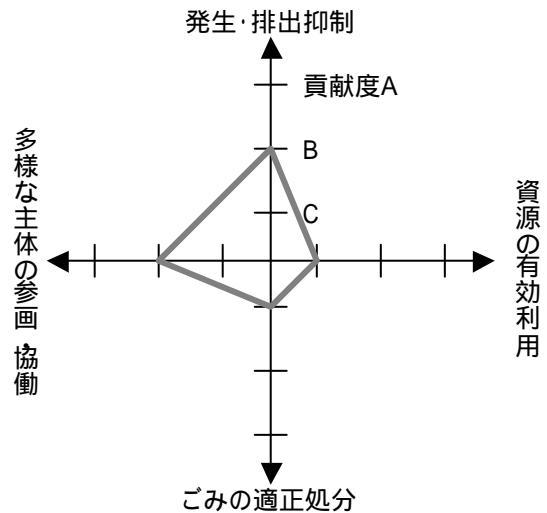 発生・排出抑制
貢献度A
B
C
多様な主体の参画・協働
資源の有効利用
ごみの適正処分